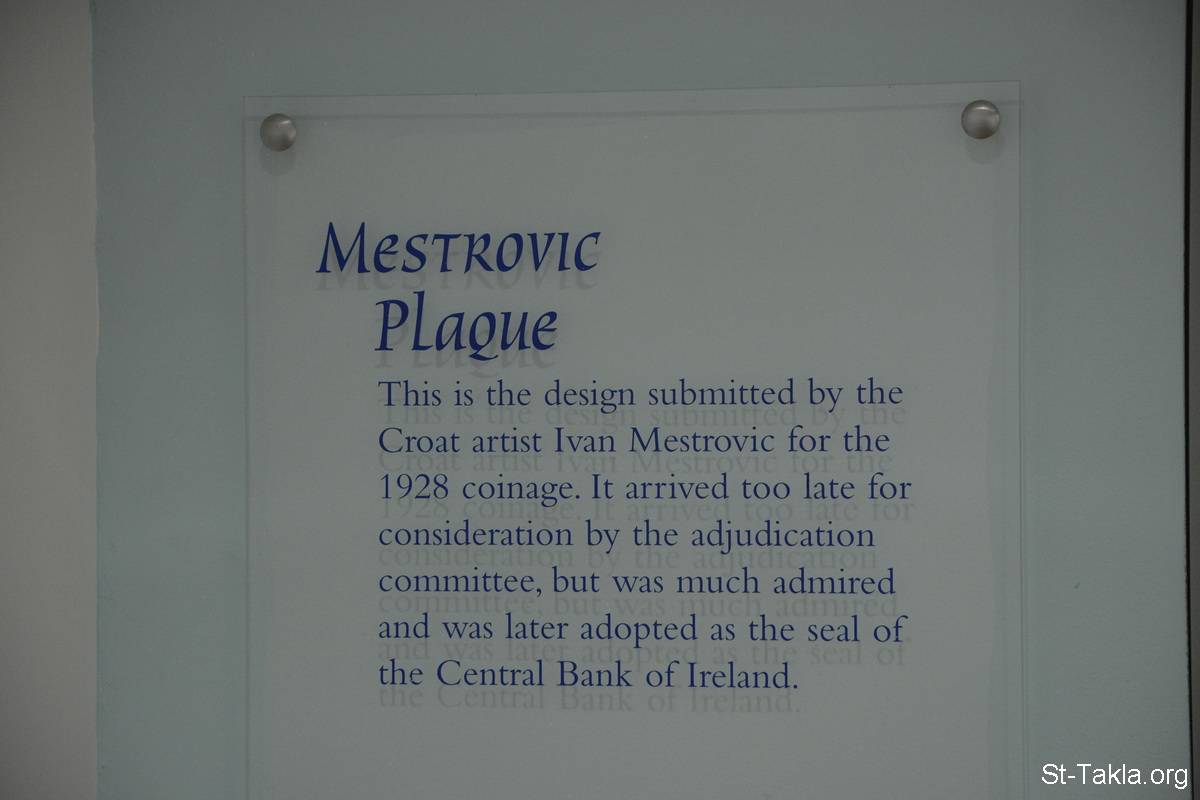 Mestrovic
Plaque
This is the design submitted by the
Croat artist Ivan Mestrovic for the
1928 coinage. It arrived too late for
consideration by the adjudication
committee, but was much admired
and was later adopted as the seal of
the Central Bank of Ireland.
St-Takla.org